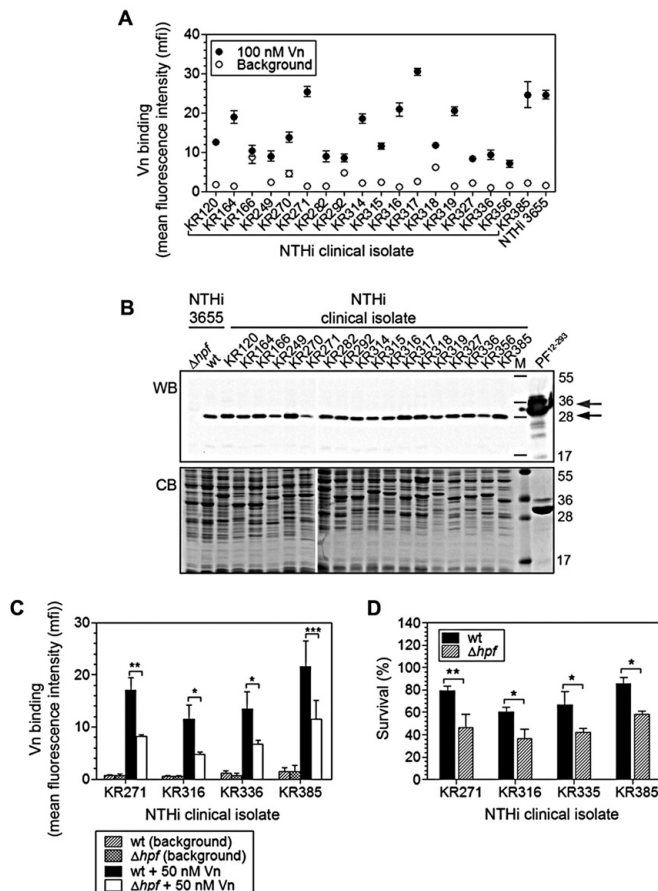 A
100 nM Vn
Background
Vn binding
(mean fluorescence intensity (mfi))
40
30
20
10
0
KR120 KR164 KR166 KR249 KR270 KR271 KR282 KR292 KR314 KR315 KR316 KR317 KR318 KR319 KR327 KR336 KR356 KR385 NTHi 3655
NTHi clinical isolate
B
NTHi NTHi
3655 clinical isolate
Δhpf wt KR120 KR164 KR166 KR249 KR270 KR271 KR282 KR292 KR314 KR315 KR316 KR317 KR318 KR319 KR327 KR336 KR356 KR385 M PF12-293
WB
55
36
28
17
CB
55
36
28
17
C
Vn binding
(mean fluorescence intensity (mfi))
30
20
10
0
** * * ***
KR271 KR316 KR336 KR385
NTHi clinical isolate
wt (background)
Δhpf (background)
wt + 50 nM Vn
Δhpf + 50 nM Vn
D
wt
Δhpf
Survival (%)
140
120
100
80
60
40
20
0
** * * *
KR271 KR316 KR335 KR385
NTHi clinical isolate